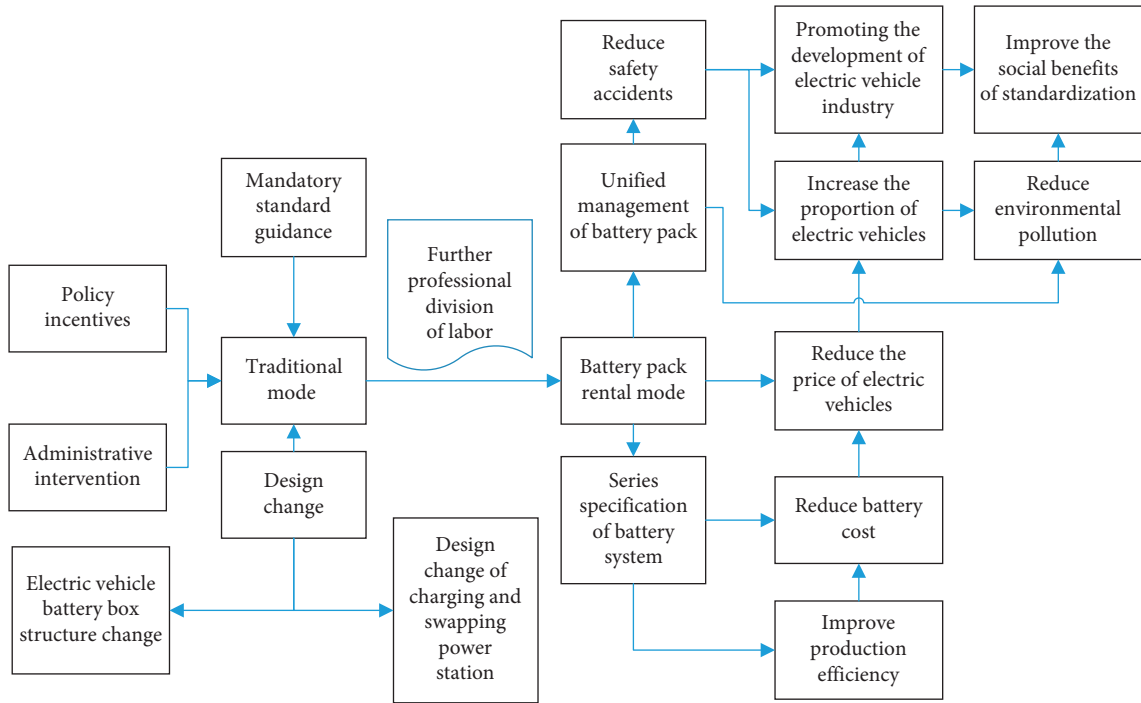 Reduce
safety
accidents
Promoting the
development of
electric vehicle
industry
Improve the
social benefits
of standardization
Mandatory
standard
guidance
Further
professional
division
of labor
Unified
management
of battery pack
Increase the
proportion of
electric vehicles
Reduce
environmental
pollution
Policy
incentives
Traditional
mode
Battery pack
rental mode
Reduce the
price of electric
vehicles
Administrative
intervention
Design
change
Series
specification
of battery
system
Reduce battery
cost
Electric vehicle
battery box
structure change
Design
change of
charging and
swapping
power
station
Improve
production
efficiency